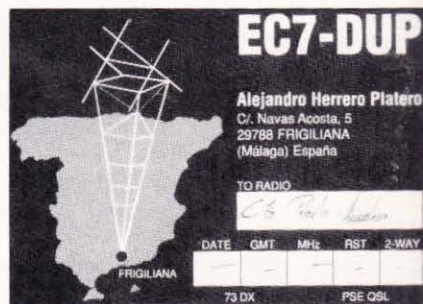 EC7-DUP
Alejandro Herrero Platero
C/. Navas Acosta, 5
29788 FRIGILIANA
(Málaga) España
TO RADIO
DATE GMT MHz RST 2-WAY
- - - - -
FRIGILIANA
73 DX PSE QSL